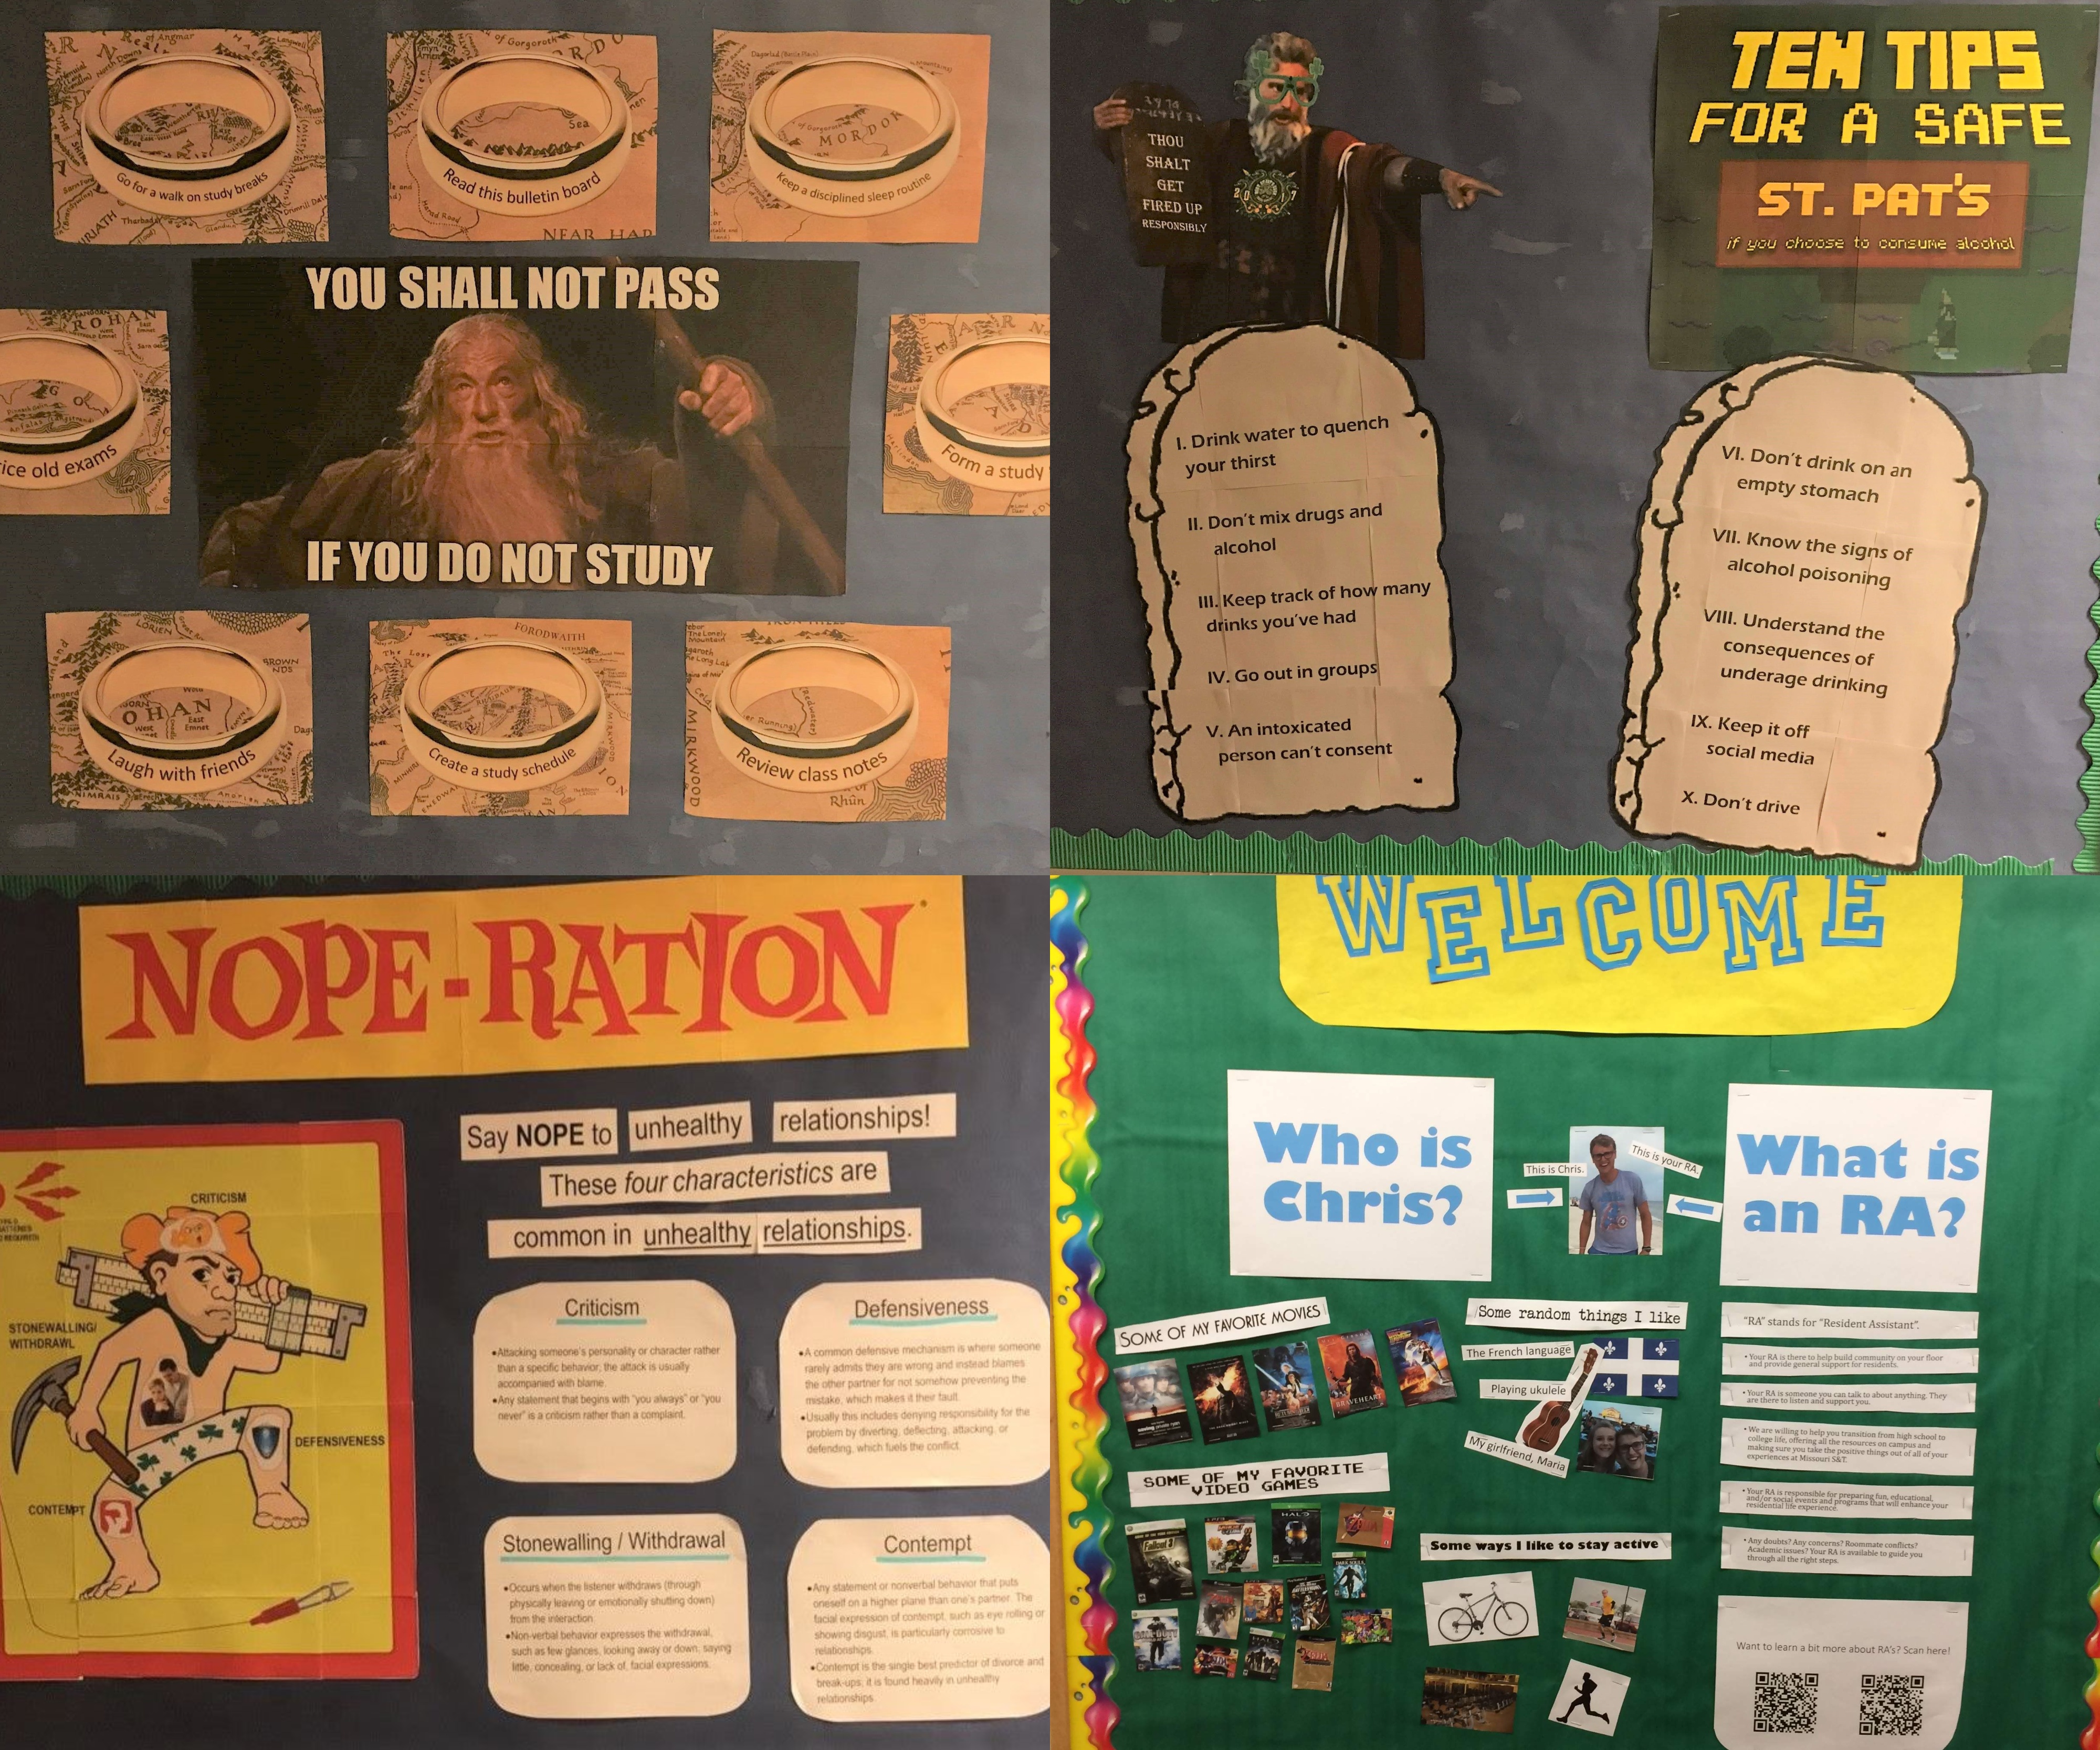 Go for a walk on study breaks
Read this bulletin board
Keep a disciplined sleep routine
NEAR HAR
MORDOR
Sea
YOU SHALL NOT PASS
ROHAN
ice old exams
Form a study
IF YOU DO NOT STUDY
Laugh with friends
FORODWAITH
Create a study schedule
MIRKWOOD
Review class notes
Rhûn
THOU
SHALT
GET
FIRED UP
RESPONSIBLY
2017
TEN TIPS
FOR A SAFE
ST. PAT'S
if you choose to consume alcohol
I. Drink water to quench
your thirst
II. Don't mix drugs and
alcohol
III. Keep track of how many
drinks you've had
IV. Go out in groups
V. An intoxicated
person can't consent
VI. Don't drink on an
empty stomach
VII. Know the signs of
alcohol poisoning
VIII. Understand the
consequences of
underage drinking
IX. Keep it off
social media
X. Don't drive
NOPE-RATION
Say NOPE to unhealthy relationships!
These four characteristics are
common in unhealthy relationships.
CRITICISM
STONEWALLING/
WITHDRAWL
DEFENSIVENESS
CONTEMPT
Criticism
•Attacking someone's personality or character rather
than a specific behavior, the attack is usually
accompanied with blame.
•Any statement that begins with "you always" or "you
never" is a criticism rather than a complaint.
Defensiveness
•A common defensive mechanism is where someone
rarely admits they are wrong and instead blames
the other partner for not somehow preventing the
mistake, which makes it their fault.
•Usually this includes denying responsibility for the
problem by diverting, deflecting, attacking, or
defending, which fuels the conflict.
Stonewalling / Withdrawal
•Occurs when the listener withdraws (through
physically leaving or emotionally shutting down)
from the interaction.
•Non-verbal behavior expresses the withdrawal,
such as few glances, looking away or down, saying
little, concealing, or lack of, facial expressions.
Contempt
•Any statement or nonverbal behavior that puts
oneself on a higher plane than one's partner. The
facial expression of contempt, such as eye rolling or
showing disgust, is particularly corrosive to
relationships.
•Contempt is the single best predictor of divorce and
break-ups; it is found heavily in unhealthy
relationships.
WELCOME
Who is
Chris?
This is Chris.
This is your RA.
What is
an RA?
SOME OF MY FAVORITE MOVIES
BRAVEHEART
Some random things I like
The French language
Playing ukulele
My girlfriend, Maria
SOME OF MY FAVORITE
VIDEO GAMES
Fallout 3
HALO
Some ways I like to stay active
"RA" stands for "Resident Assistant".
• Your RA is there to help build community on your floor
and provide general support for residents.
• Your RA is someone you can talk to about anything. They
are there to listen and support you.
• We are willing to help you transition from high school to
college life, offering all the resources on campus and
making sure you take the positive things out of all of your
experiences at Missouri S&T.
• Your RA is responsible for preparing fun, educational,
and/or social events and programs that will enhance your
residential life experience.
• Any doubts? Any concerns? Roommate conflicts?
Academic issues? Your RA is available to guide you
through all the right steps.
Want to learn a bit more about RA's? Scan here!